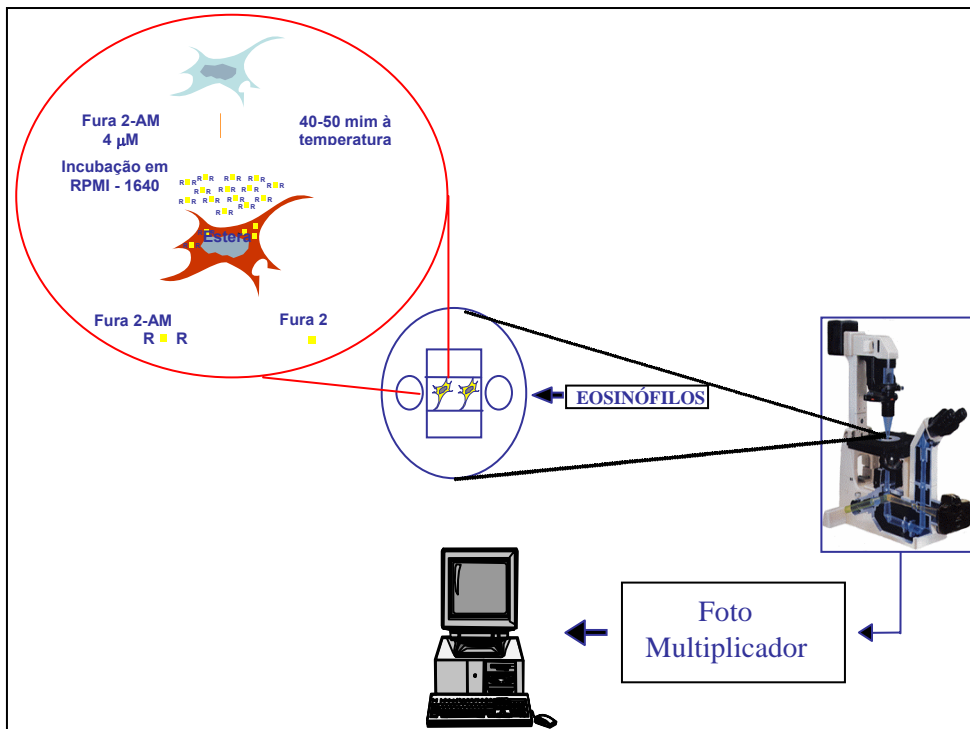 Fura 2-AM
4 µM
40-50 mim à
temperatura
Incubação em
RPMI - 1640
R R R R R R
R R R R R R
R R R R R R R R
R R
Estera
R
Fura 2-AM
R R
Fura 2
EOSINÓFILOS
Foto
Multiplicador